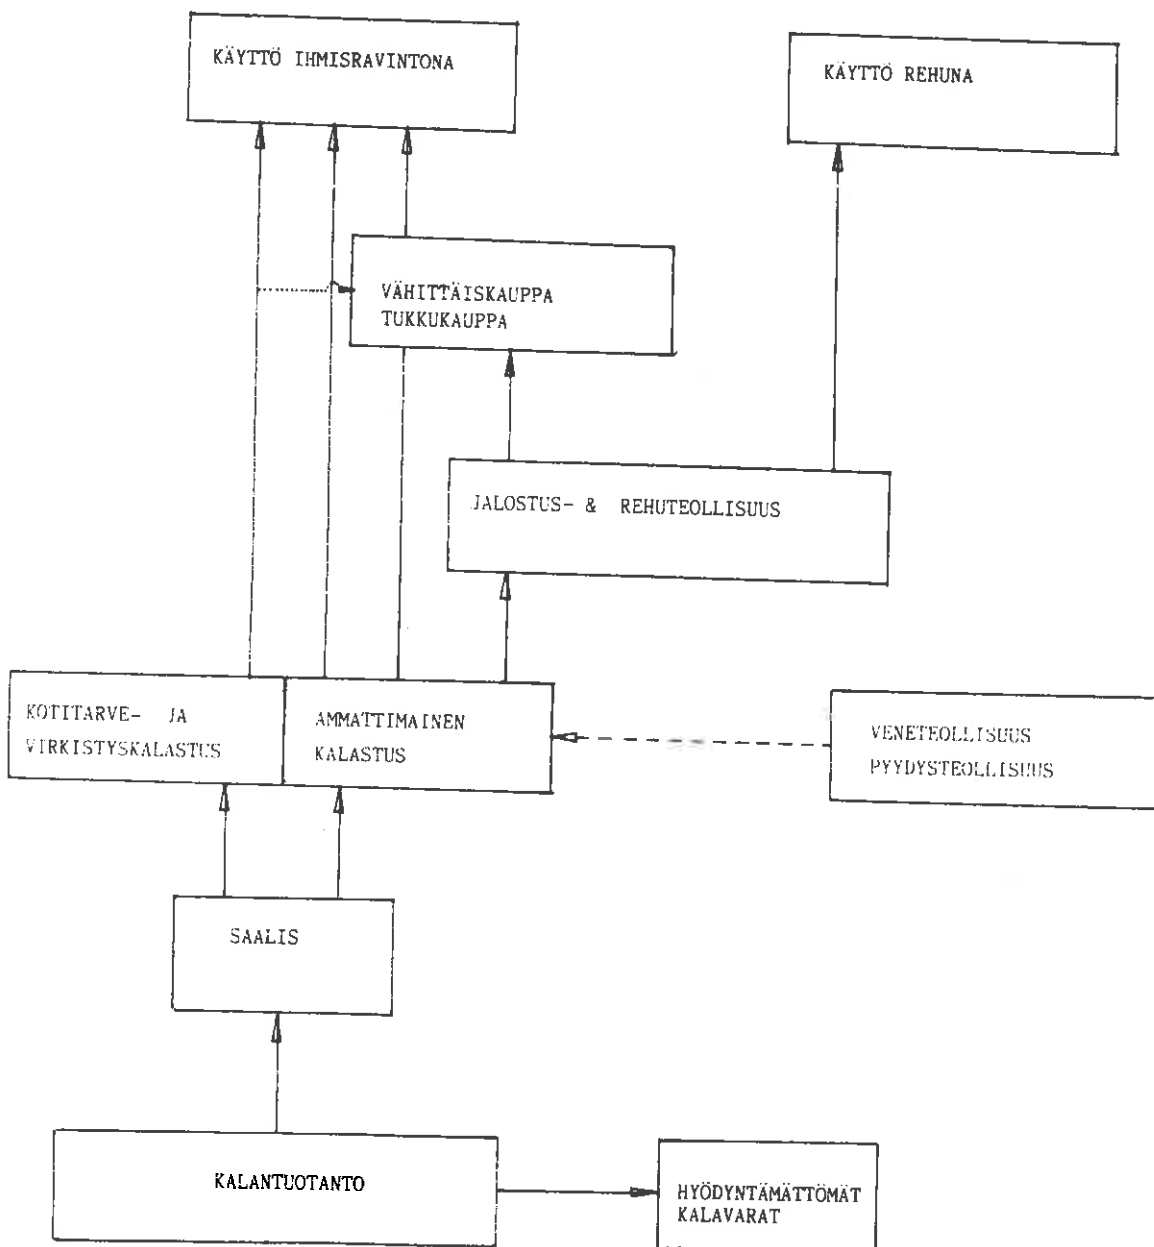 KÄYTTÖ IHMISRAVINTONA
KÄYTTÖ REHUNA
VÄHITTÄISKAUPPA
TUKKUKAUPPA
JALOSTUS- & REHUTEOLLISUUS
KOTITARVE- JA
VIRKISTYSKALASTUS
AMMATTIMAINEN
KALASTUS
VENETEOLLISUUS
PYYDYSTEOLLISUUS
SAALIS
KALANTUOTANTO
HYÖDYNTÄMÄTTÖMÄT
KALAVARAT